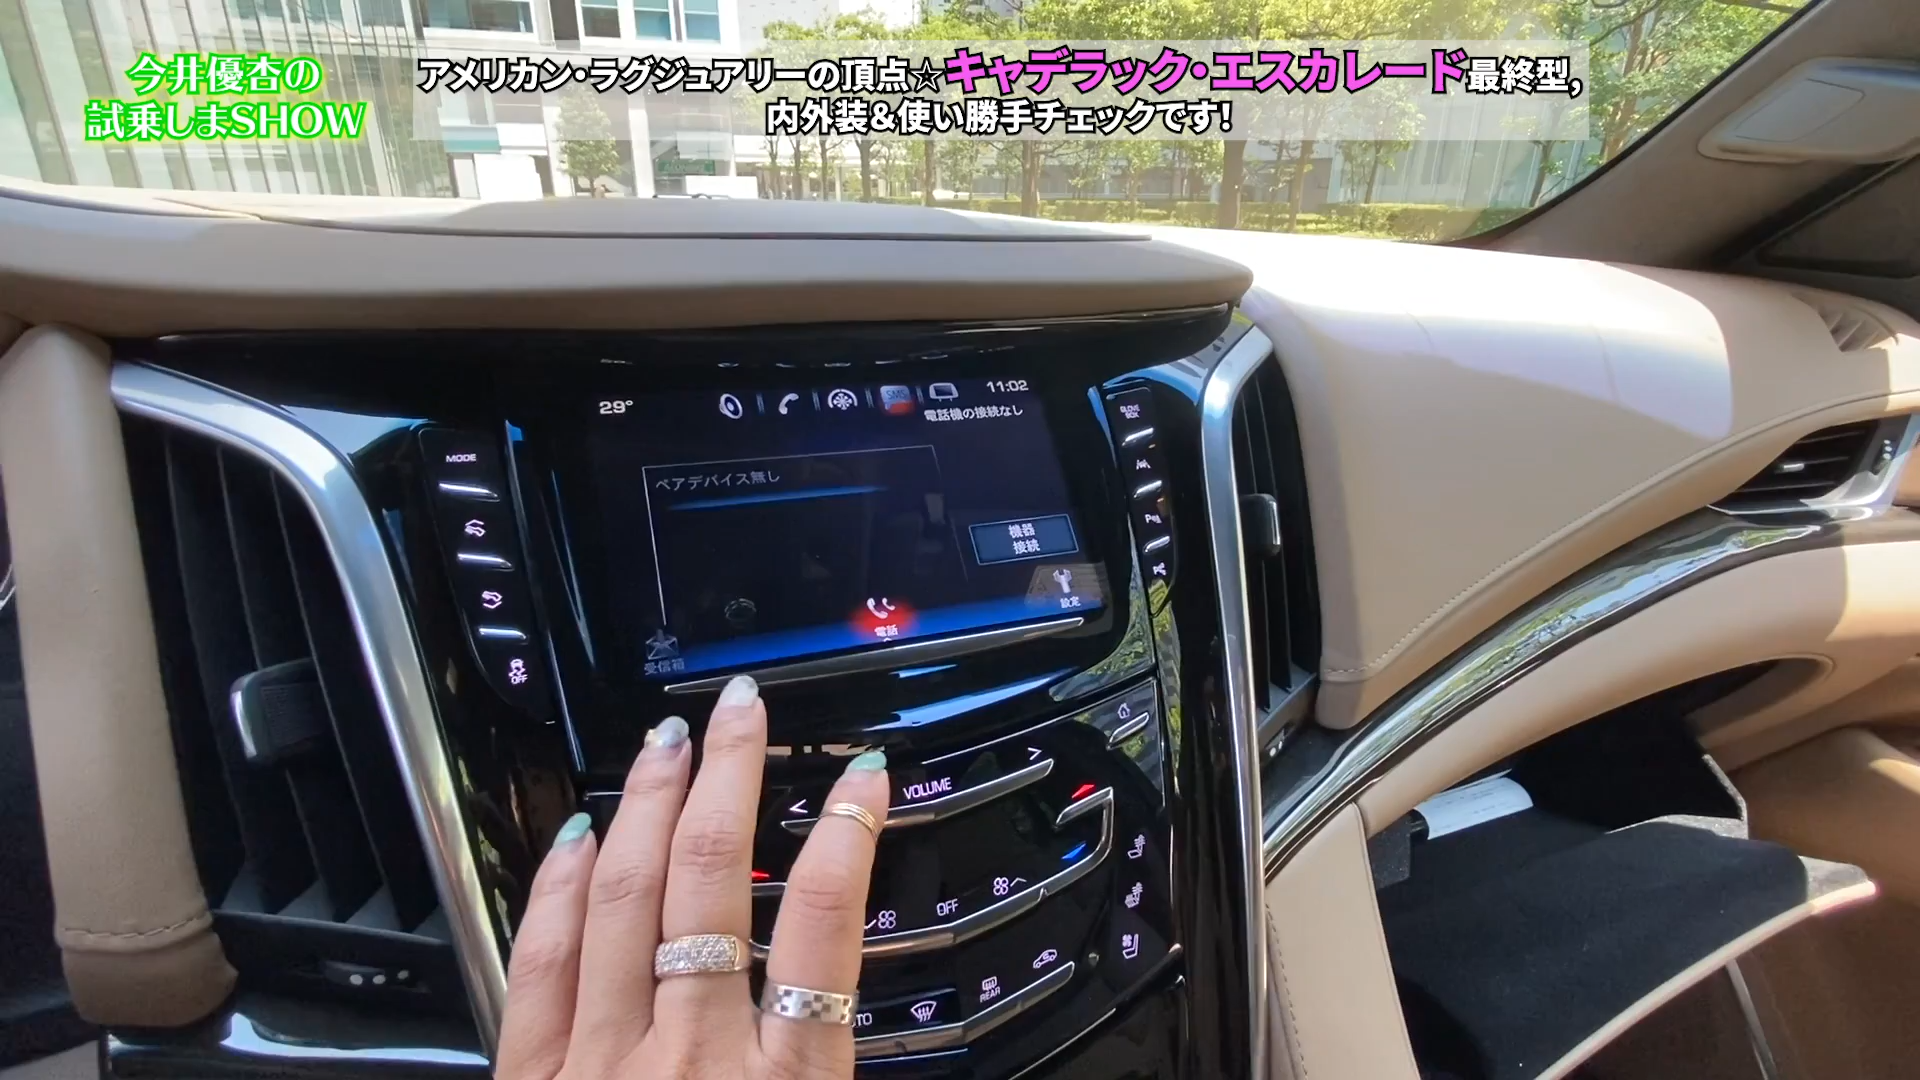 今井優杏の
試乗しまSHOW
アメリカン・ラグジュアリーの頂点☆キャデラック・エスカレード最終型,
内外装&使い勝手チェックです!
29°
SMS
11:02
電話機の接続なし
GLOVE
BOX
MODE
ペアデバイス無し
機器
接続
設定
電話
受信箱
OFF
VOLUME
OFF
REAR